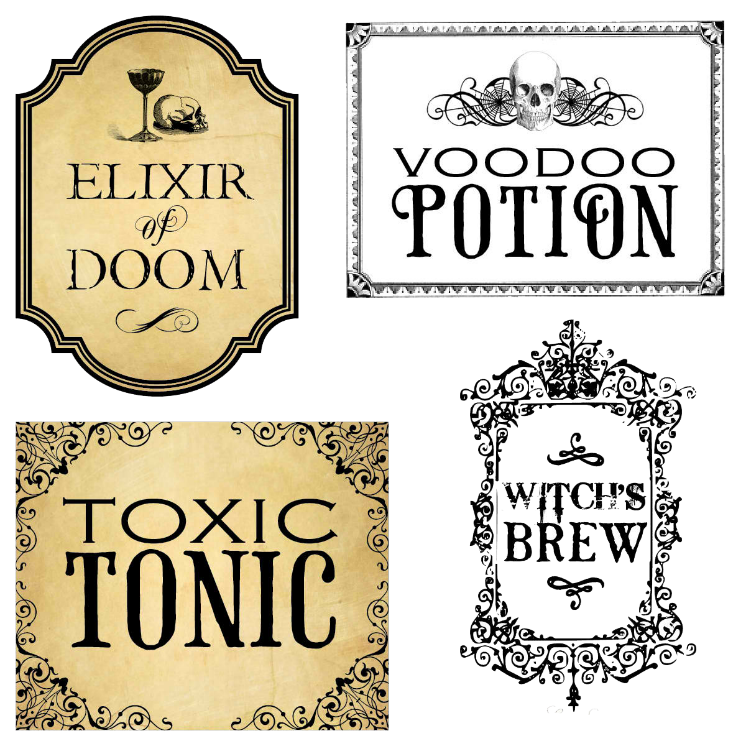 ELIXIR
of
DOOM
VOODOO
POTION
TOXIC
TONIC
WITCH'S
BREW